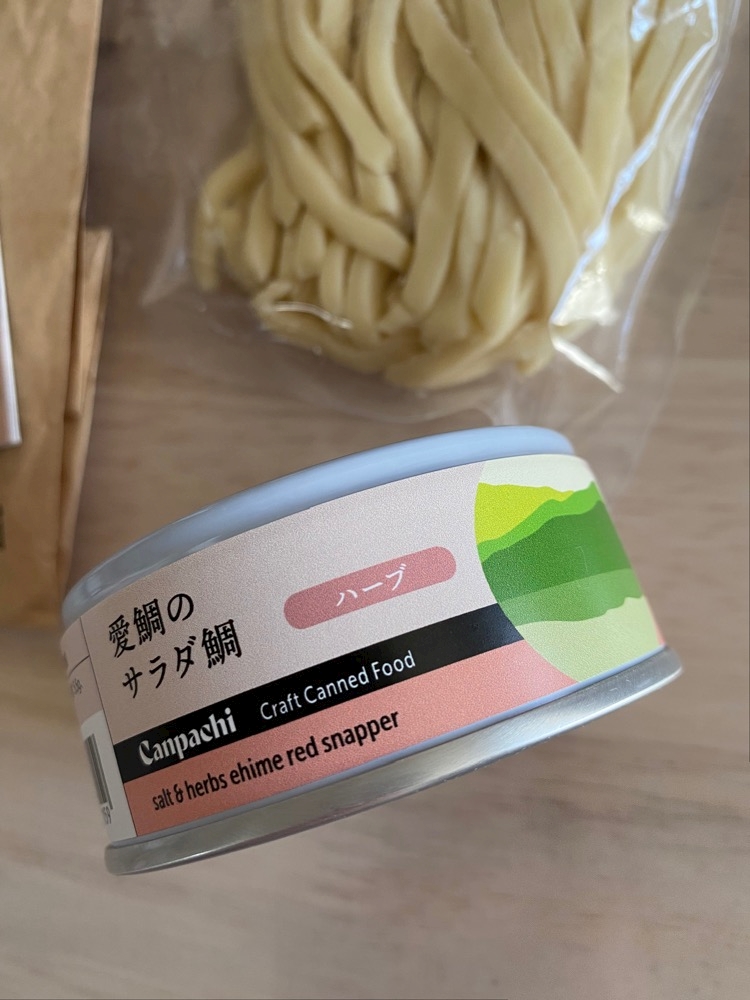 愛鯛の
サラダ鯛
ハーブ
Canpachi Craft Canned Food
salt & herbs ehime red snapper